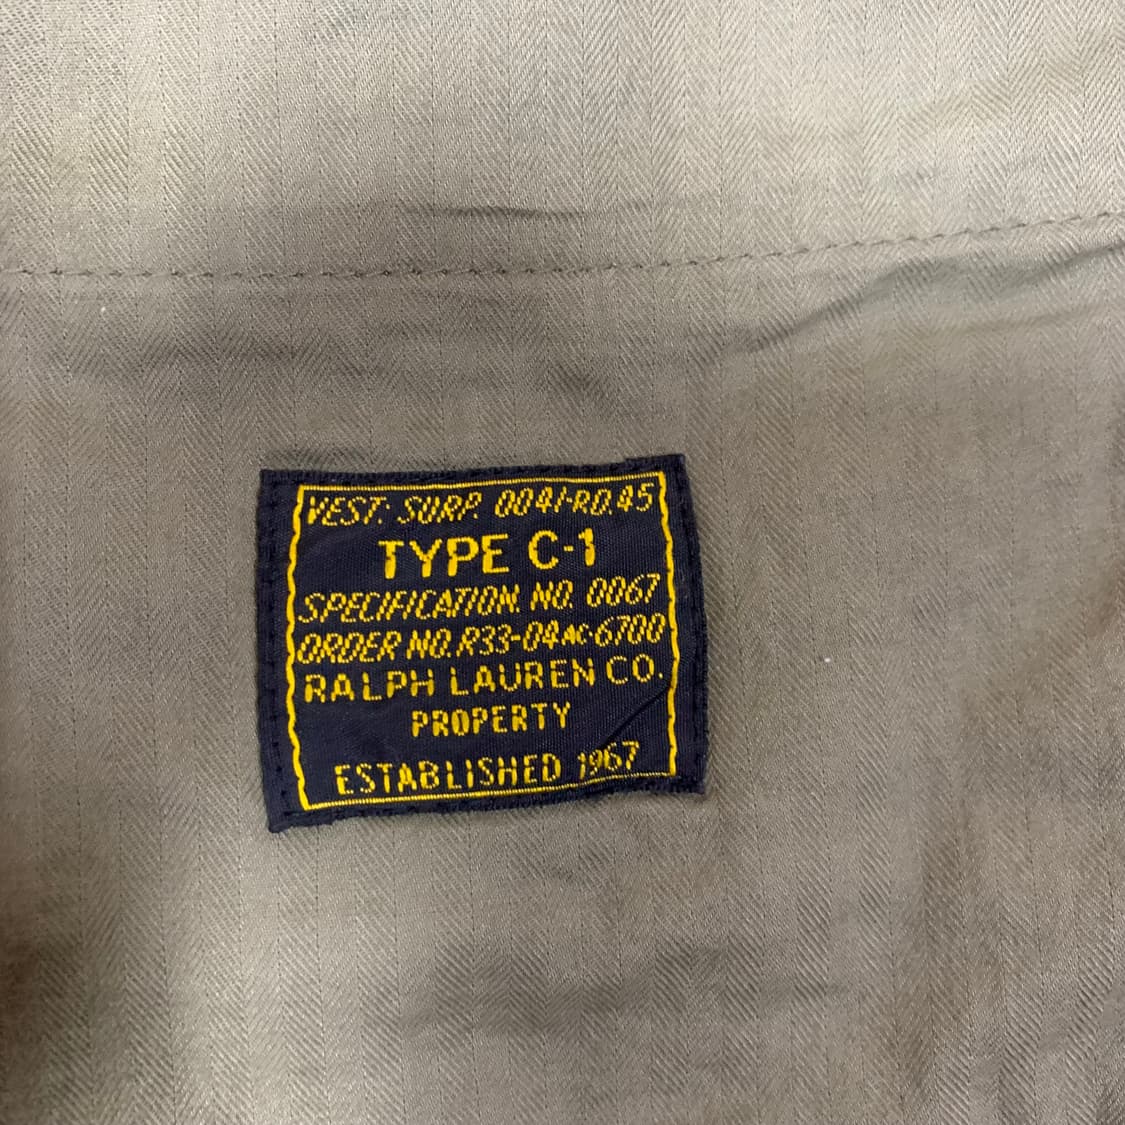 VEST: SURP. 0041-RD.45
TYPE C-1
SPECIFICATION. NO. 0067
ORDER NO. R33-04AC-6700
RALPH LAUREN CO.
PROPERTY
ESTABLISHED 1967